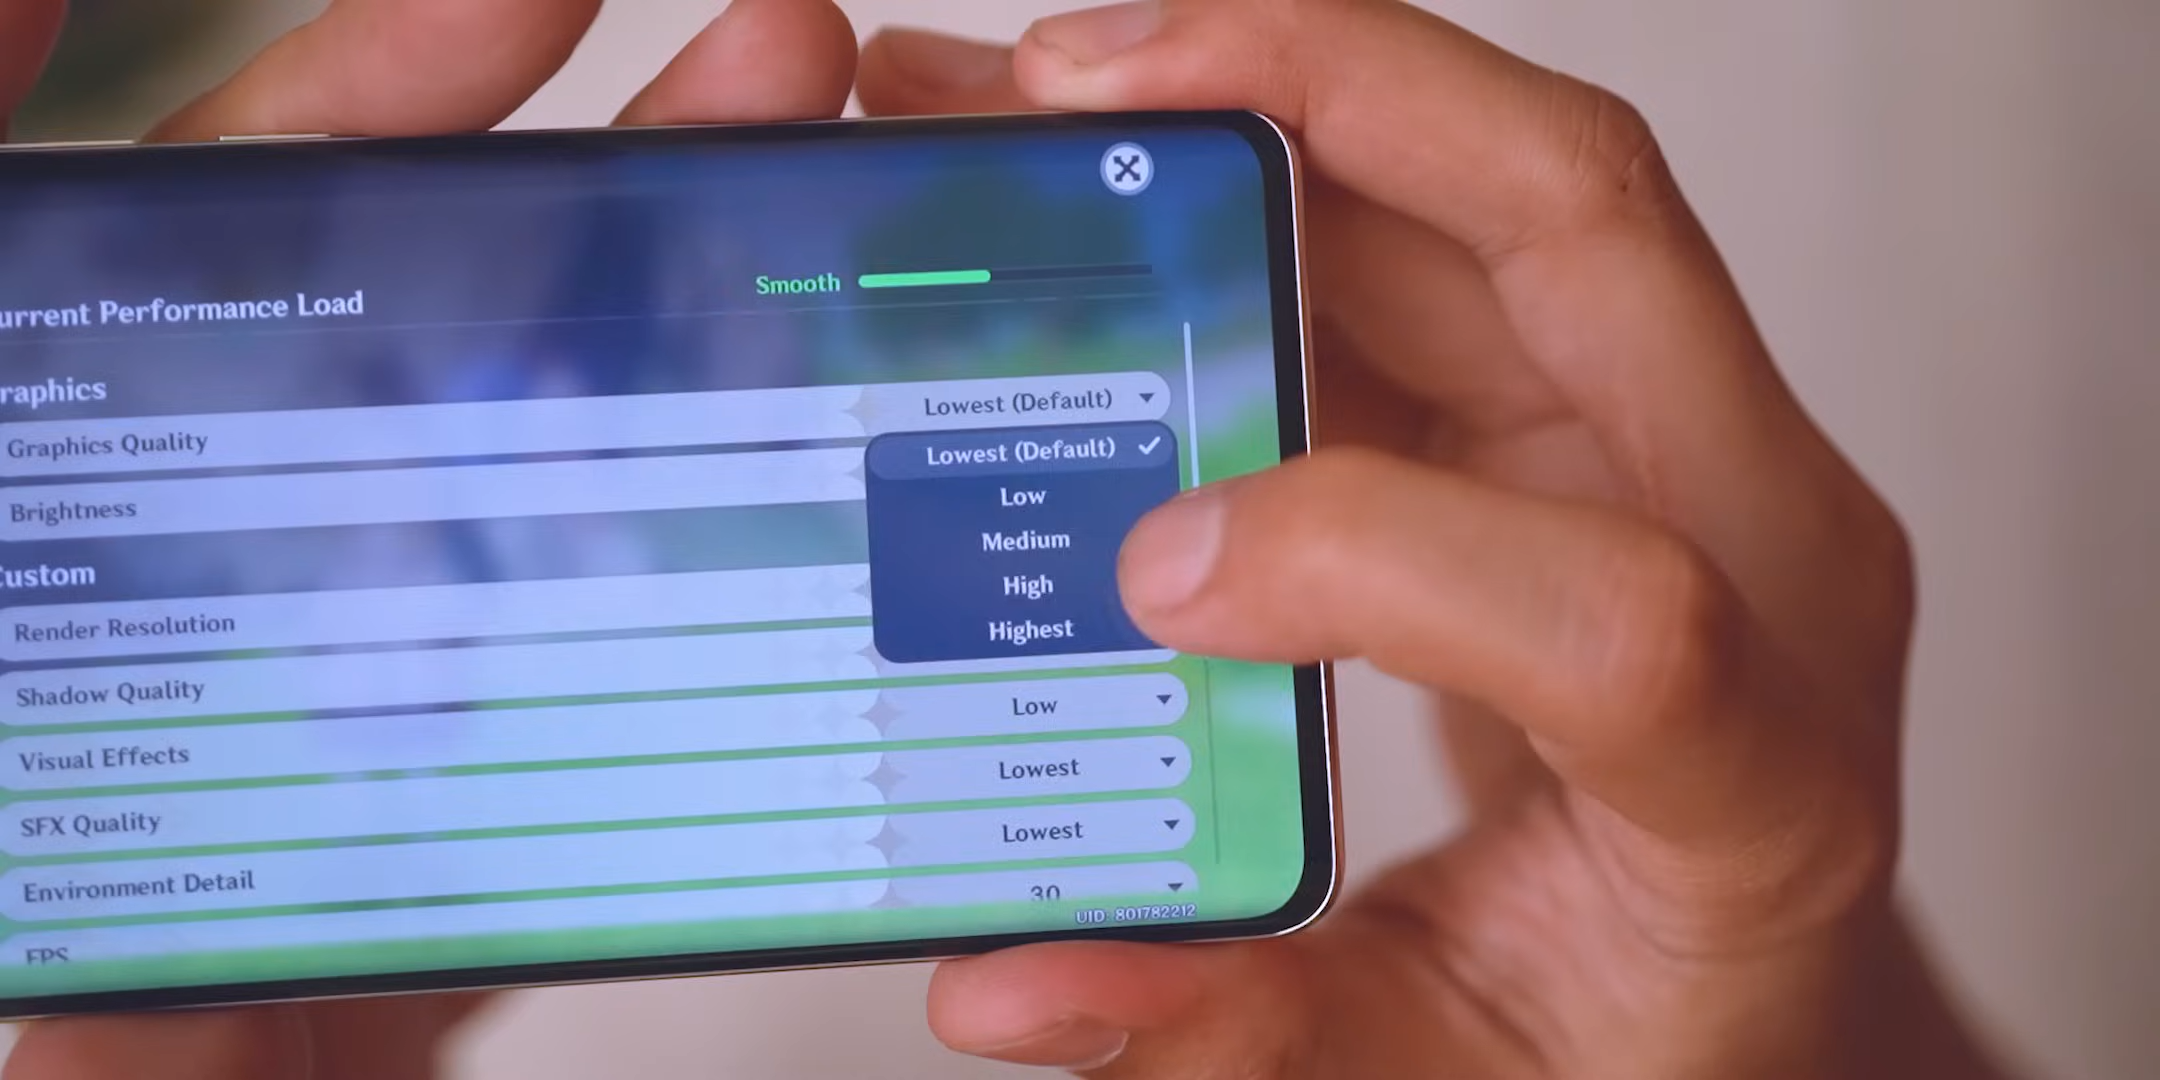 Smooth
urrent Performance Load
raphics
Graphics Quality
Lowest (Default)
Lowest (Default)
Brightness
Low
Medium
High
Highest
Custom
Render Resolution
Shadow Quality
Low
Visual Effects
Lowest
SFX Quality
Lowest
Environment Detail
30
FPS
UID: 801782212